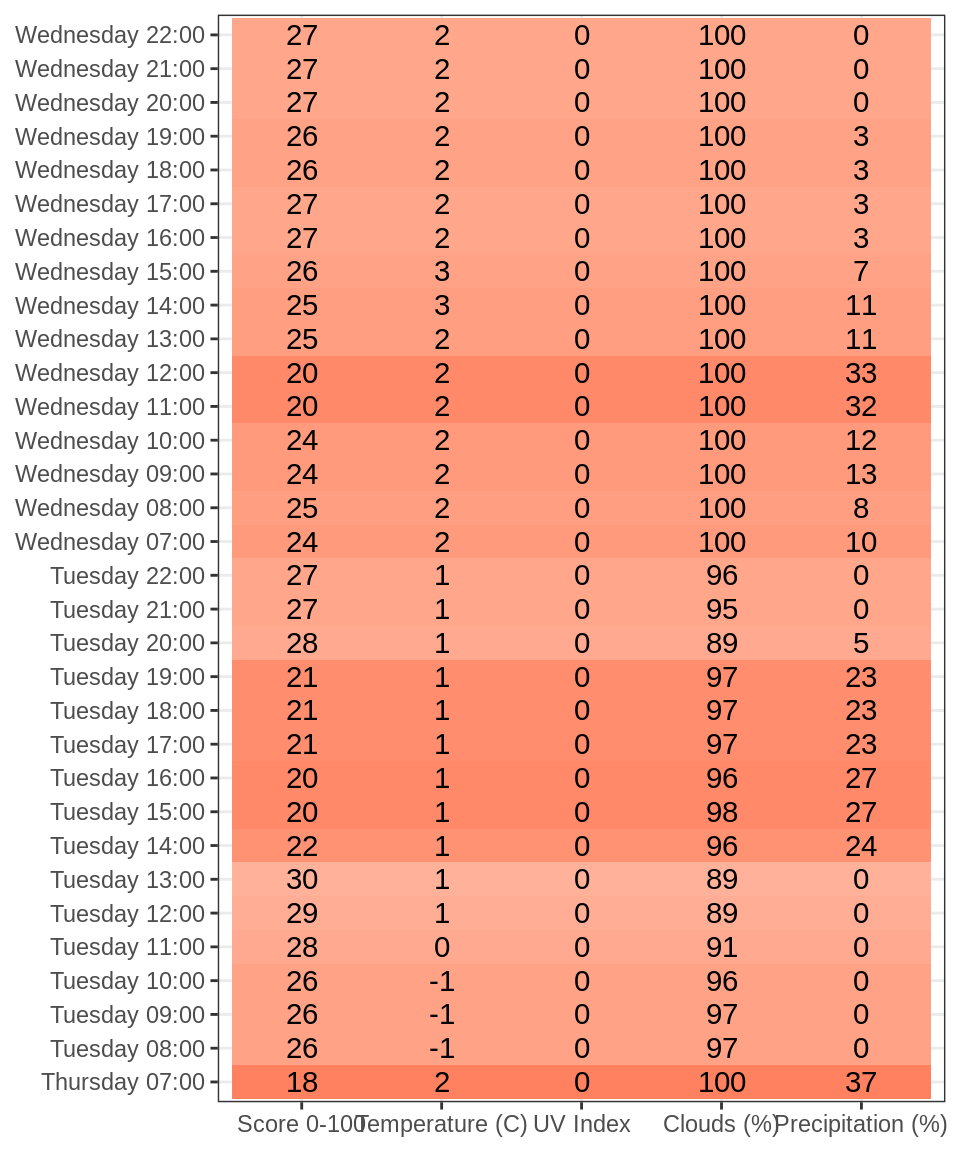 Wednesday 22:00 27 2 0 100 0
Wednesday 21:00 27 2 0 100 0
Wednesday 20:00 27 2 0 100 0
Wednesday 19:00 26 2 0 100 3
Wednesday 18:00 26 2 0 100 3
Wednesday 17:00 27 2 0 100 3
Wednesday 16:00 27 2 0 100 3
Wednesday 15:00 26 3 0 100 7
Wednesday 14:00 25 3 0 100 11
Wednesday 13:00 25 2 0 100 11
Wednesday 12:00 20 2 0 100 33
Wednesday 11:00 20 2 0 100 32
Wednesday 10:00 24 2 0 100 12
Wednesday 09:00 24 2 0 100 13
Wednesday 08:00 25 2 0 100 8
Wednesday 07:00 24 2 0 100 10
Tuesday 22:00 27 1 0 96 0
Tuesday 21:00 27 1 0 95 0
Tuesday 20:00 28 1 0 89 5
Tuesday 19:00 21 1 0 97 23
Tuesday 18:00 21 1 0 97 23
Tuesday 17:00 21 1 0 97 23
Tuesday 16:00 20 1 0 96 27
Tuesday 15:00 20 1 0 98 27
Tuesday 14:00 22 1 0 96 24
Tuesday 13:00 30 1 0 89 0
Tuesday 12:00 29 1 0 89 0
Tuesday 11:00 28 0 0 91 0
Tuesday 10:00 26 -1 0 96 0
Tuesday 09:00 26 -1 0 97 0
Tuesday 08:00 26 -1 0 97 0
Thursday 07:00 18 2 0 100 37
Score 0-100 Temperature (C) UV Index Clouds (%) Precipitation (%)